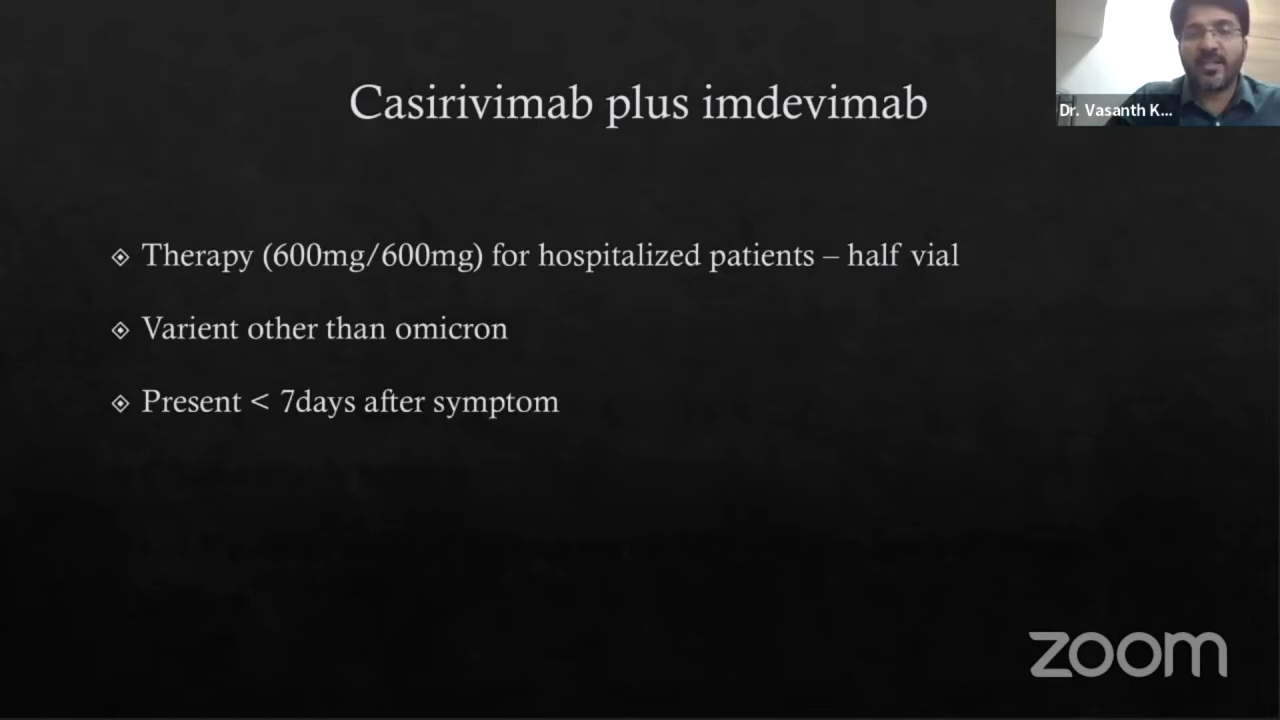 Casirivimab plus imdevimab
Dr. Vasanth K...
Therapy (600mg/600mg) for hospitalized patients – half vial
Varient other than omicron
Present < 7days after symptom
zoom